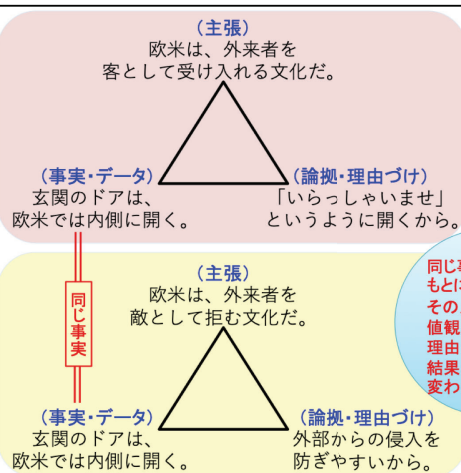 (主張)
欧米は、外来者を
客として受け入れる文化だ。
(事実・データ)
玄関のドアは、
欧米では内側に開く。
(論拠・理由づけ)
「いらっしゃいませ」
というように開くから。
同じ事実
(主張)
欧米は、外来者を
敵として拒む文化だ。
(事実・データ)
玄関のドアは、
欧米では内側に開く。
(論拠・理由づけ)
外部からの侵入を
防ぎやすいから。
同じ事
もとに
その
値観
理由
結果
変わ